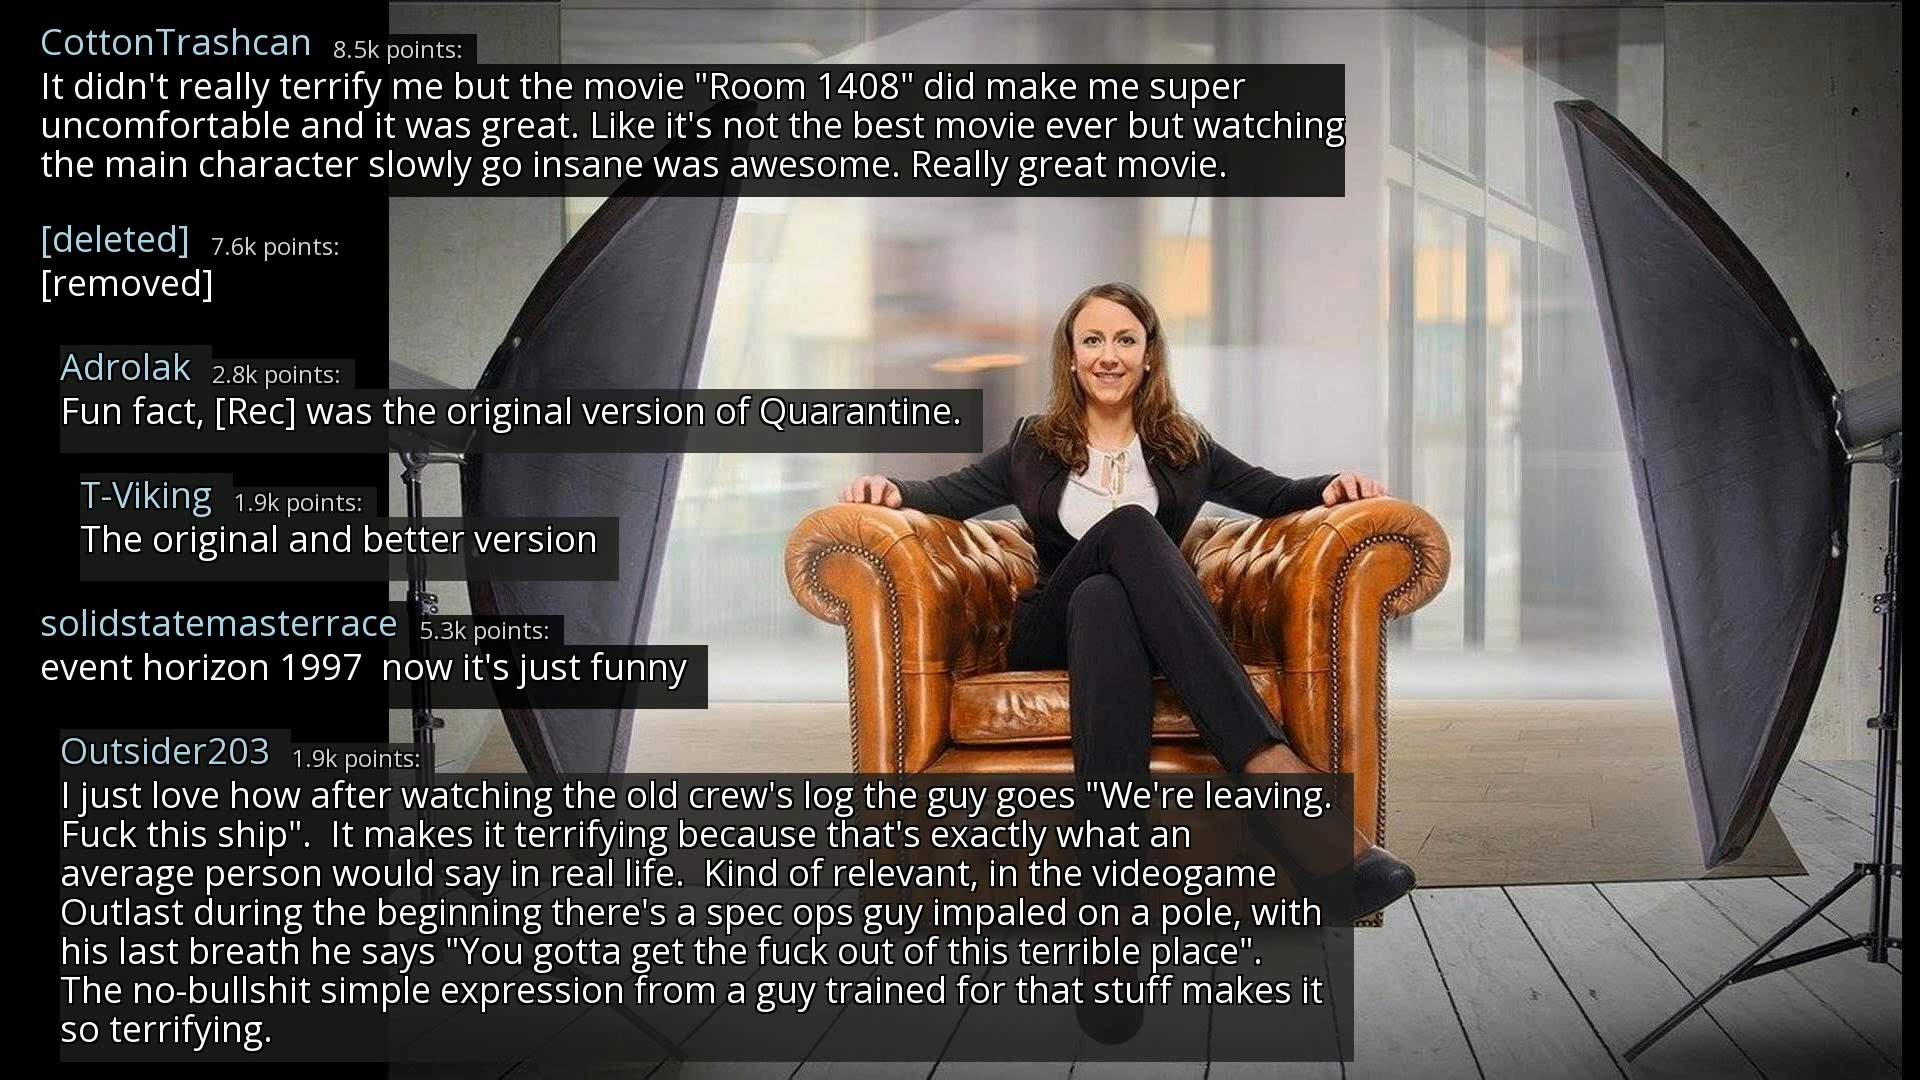 CottonTrashcan 8.5k points:
It didn't really terrify me but the movie "Room 1408" did make me super
uncomfortable and it was great. Like it's not the best movie ever but watching
the main character slowly go insane was awesome. Really great movie.
[deleted] 7.6k points:
[removed]
Adrolak 2.8k points:
Fun fact, [Rec] was the original version of Quarantine.
T-Viking 1.9k points:
The original and better version
solidstatemasterrace 5.3k points:
event horizon 1997  now it's just funny
Outsider203 1.9k points:
I just love how after watching the old crew's log the guy goes "We're leaving.
Fuck this ship".  It makes it terrifying because that's exactly what an
average person would say in real life.  Kind of relevant, in the videogame
Outlast during the beginning there's a spec ops guy impaled on a pole, with
his last breath he says "You gotta get the fuck out of this terrible place".
The no-bullshit simple expression from a guy trained for that stuff makes it
so terrifying.